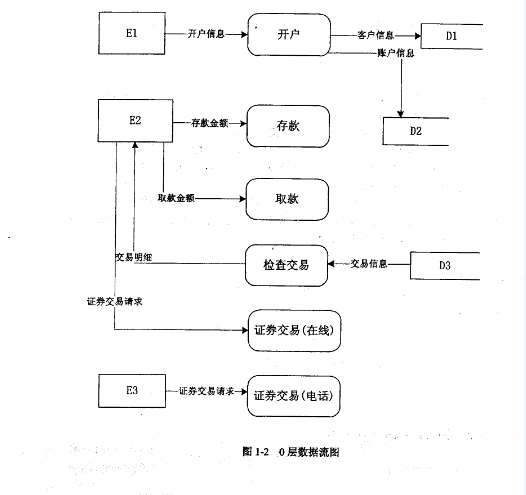 E1
开户信息
开户
客户信息
D1
账户信息
E2
存款金额
存款
D2
取款金额
取款
交易明细
检查交易
交易信息
D3
证券交易请求
证券交易(在线)
E3
证券交易请求
证券交易(电话)
图 1-2 0 层数据流图